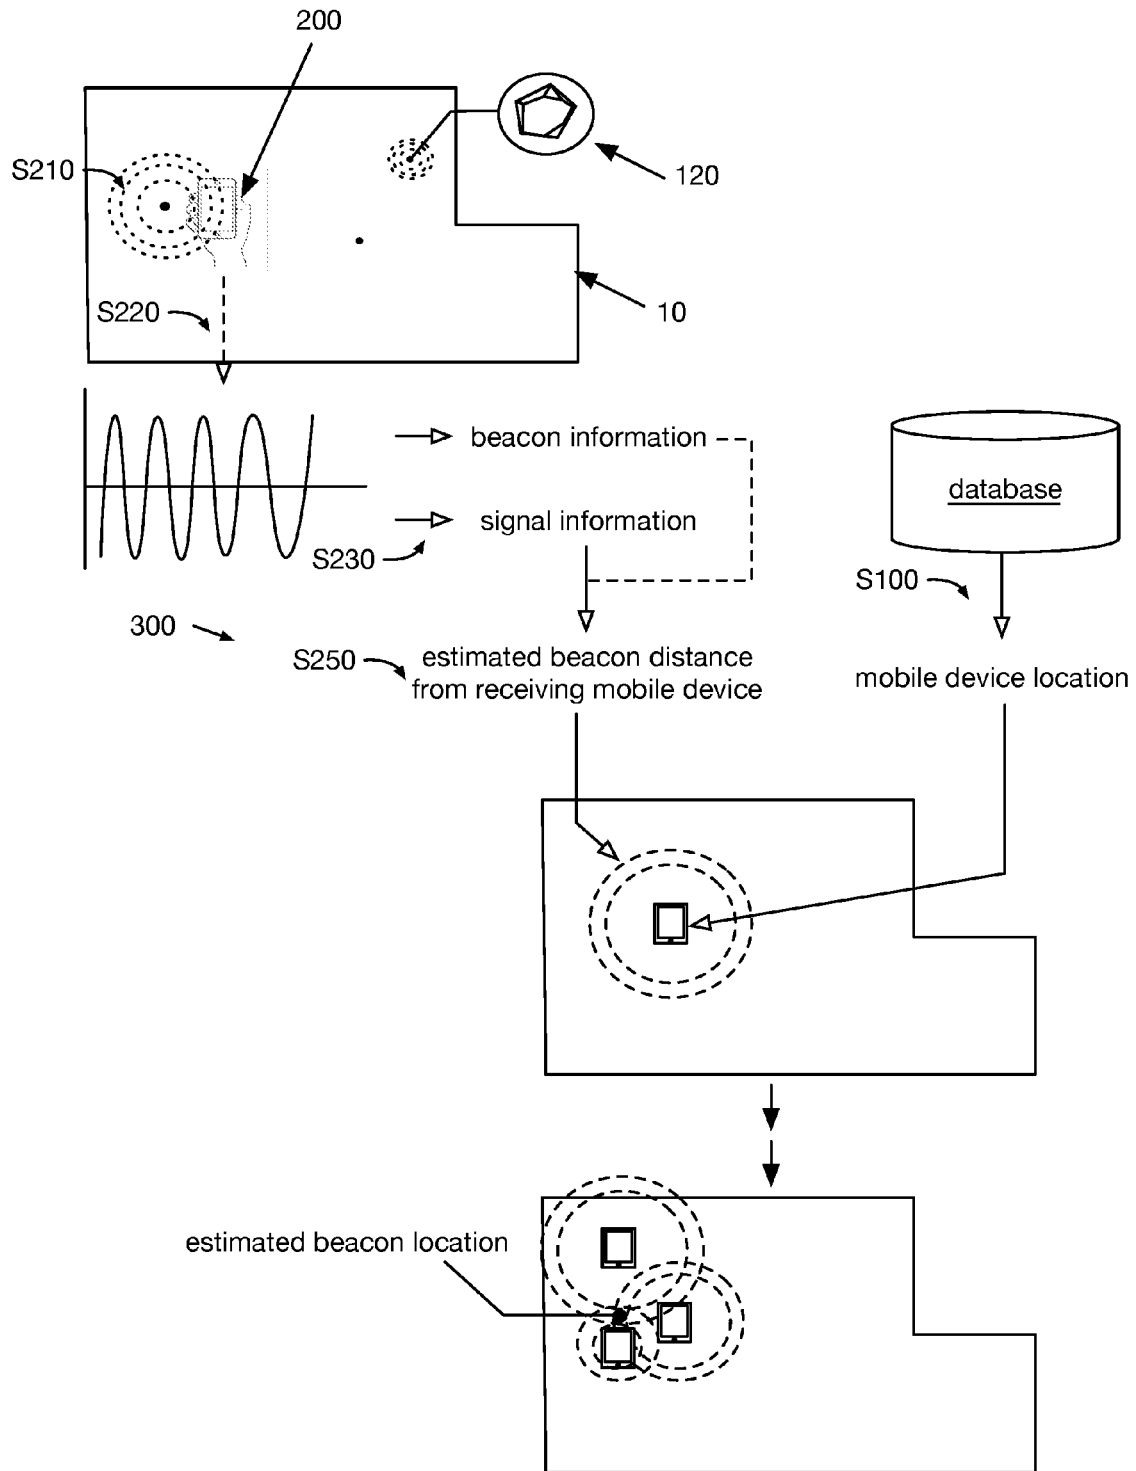 200
S210
120
10
S220
beacon information
database
signal information
S230
S100
300
S250
estimated beacon distance
from receiving mobile device
mobile device location
estimated beacon location